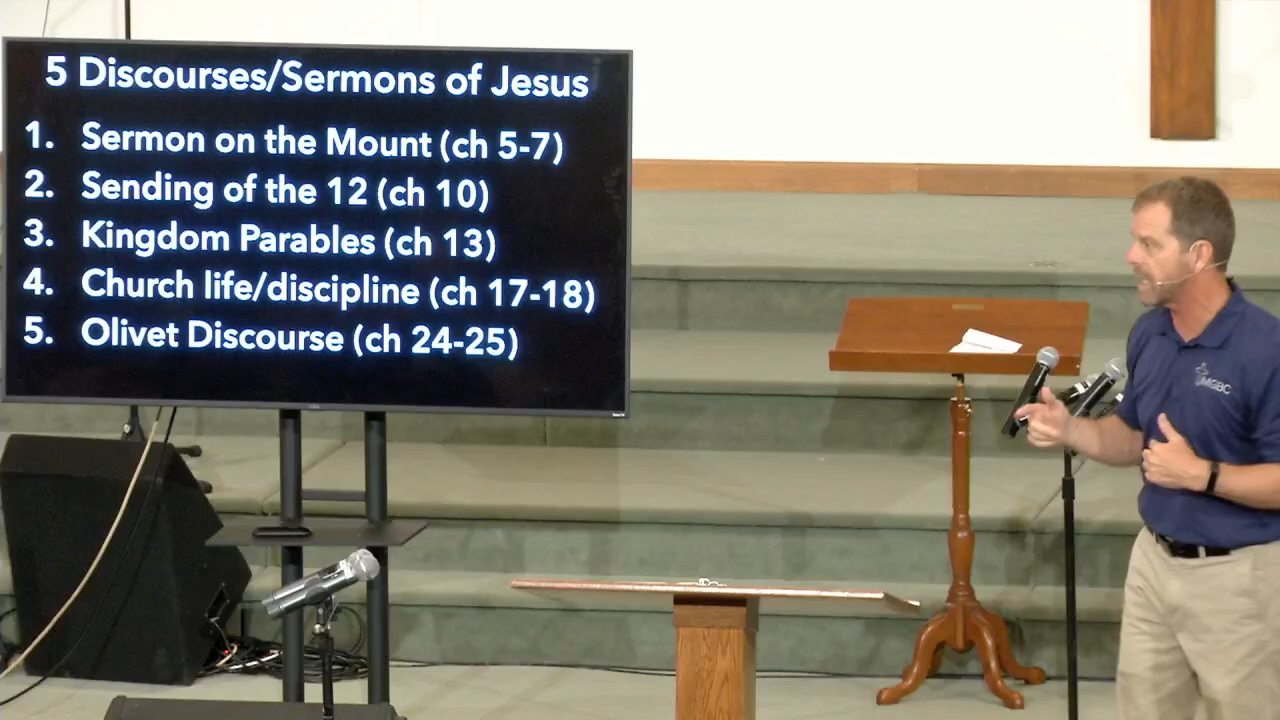 5 Discourses/Sermons of Jesus
1. Sermon on the Mount (ch 5-7)
2. Sending of the 12 (ch 10)
3. Kingdom Parables (ch 13)
4. Church life/discipline (ch 17-18)
5. Olivet Discourse (ch 24-25)
MGBC